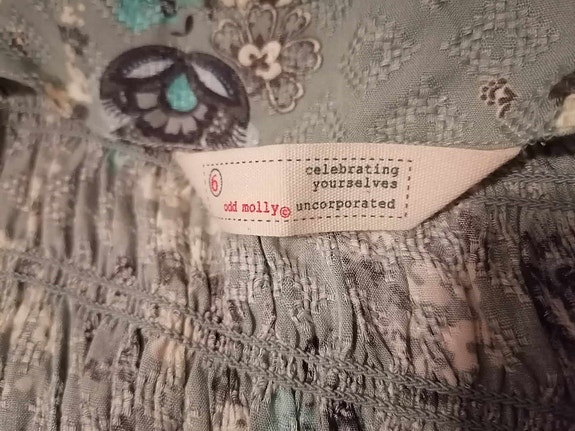 celebrating
yourselves
6
odd molly© uncorporated